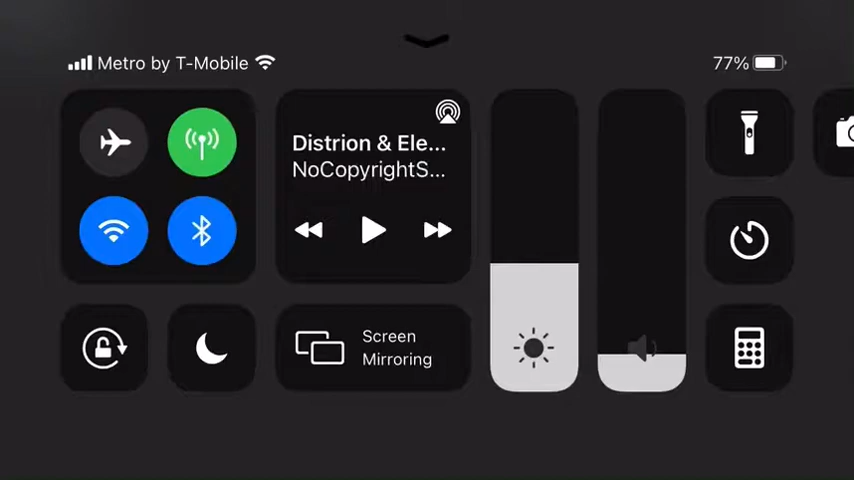 Metro by T-Mobile
77%
Distrion & Ele...
NoCopyrightS...
Screen
Mirroring